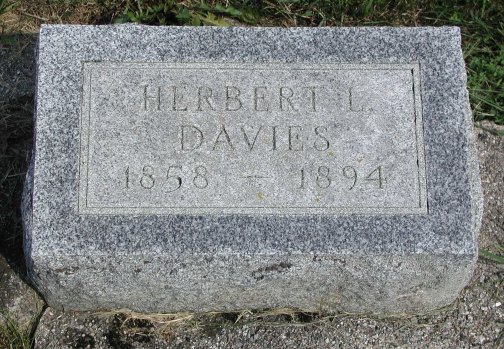 HERBERT L.
DAVIES
1858 – 1894